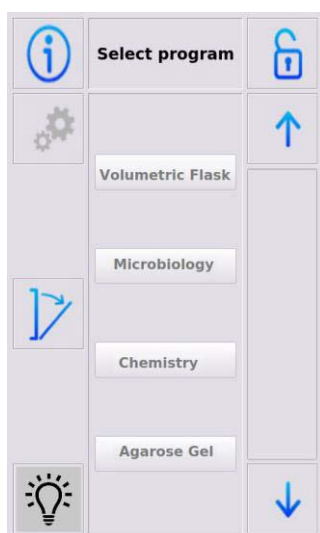 Select program
Volumetric Flask
Microbiology
Chemistry
Agarose Gel